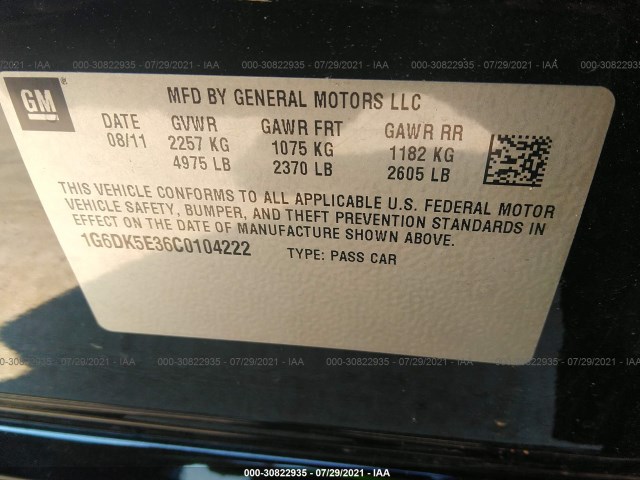 000-30822935 - 07/29/2021 - IAA
GM
®
MFD BY GENERAL MOTORS LLC
DATE GVWR GAWR FRT GAWR RR
08/11 2257 KG 1075 KG 1182 KG
4975 LB 2370 LB 2605 LB
THIS VEHICLE CONFORMS TO ALL APPLICABLE U.S. FEDERAL MOTOR
VEHICLE SAFETY, BUMPER, AND THEFT PREVENTION STANDARDS IN
EFFECT ON THE DATE OF MANUFACTURE SHOWN ABOVE.
1G6DK5E36C0104222 TYPE: PASS CAR
000-30822935 - 07/29/2021 - IAA
000-30822935 - 07/29/2021 - IAA